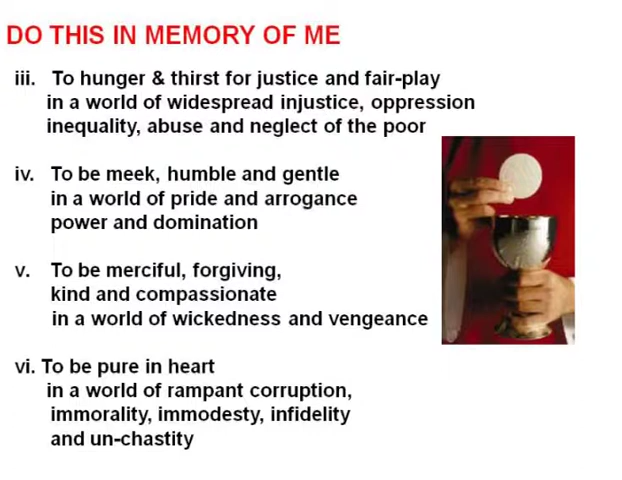 DO THIS IN MEMORY OF ME
iii. To hunger & thirst for justice and fair-play
in a world of widespread injustice, oppression
inequality, abuse and neglect of the poor
iv. To be meek, humble and gentle
in a world of pride and arrogance
power and domination
v. To be merciful, forgiving,
kind and compassionate
in a world of wickedness and vengeance
vi. To be pure in heart
in a world of rampant corruption,
immorality, immodesty, infidelity
and un-chastity